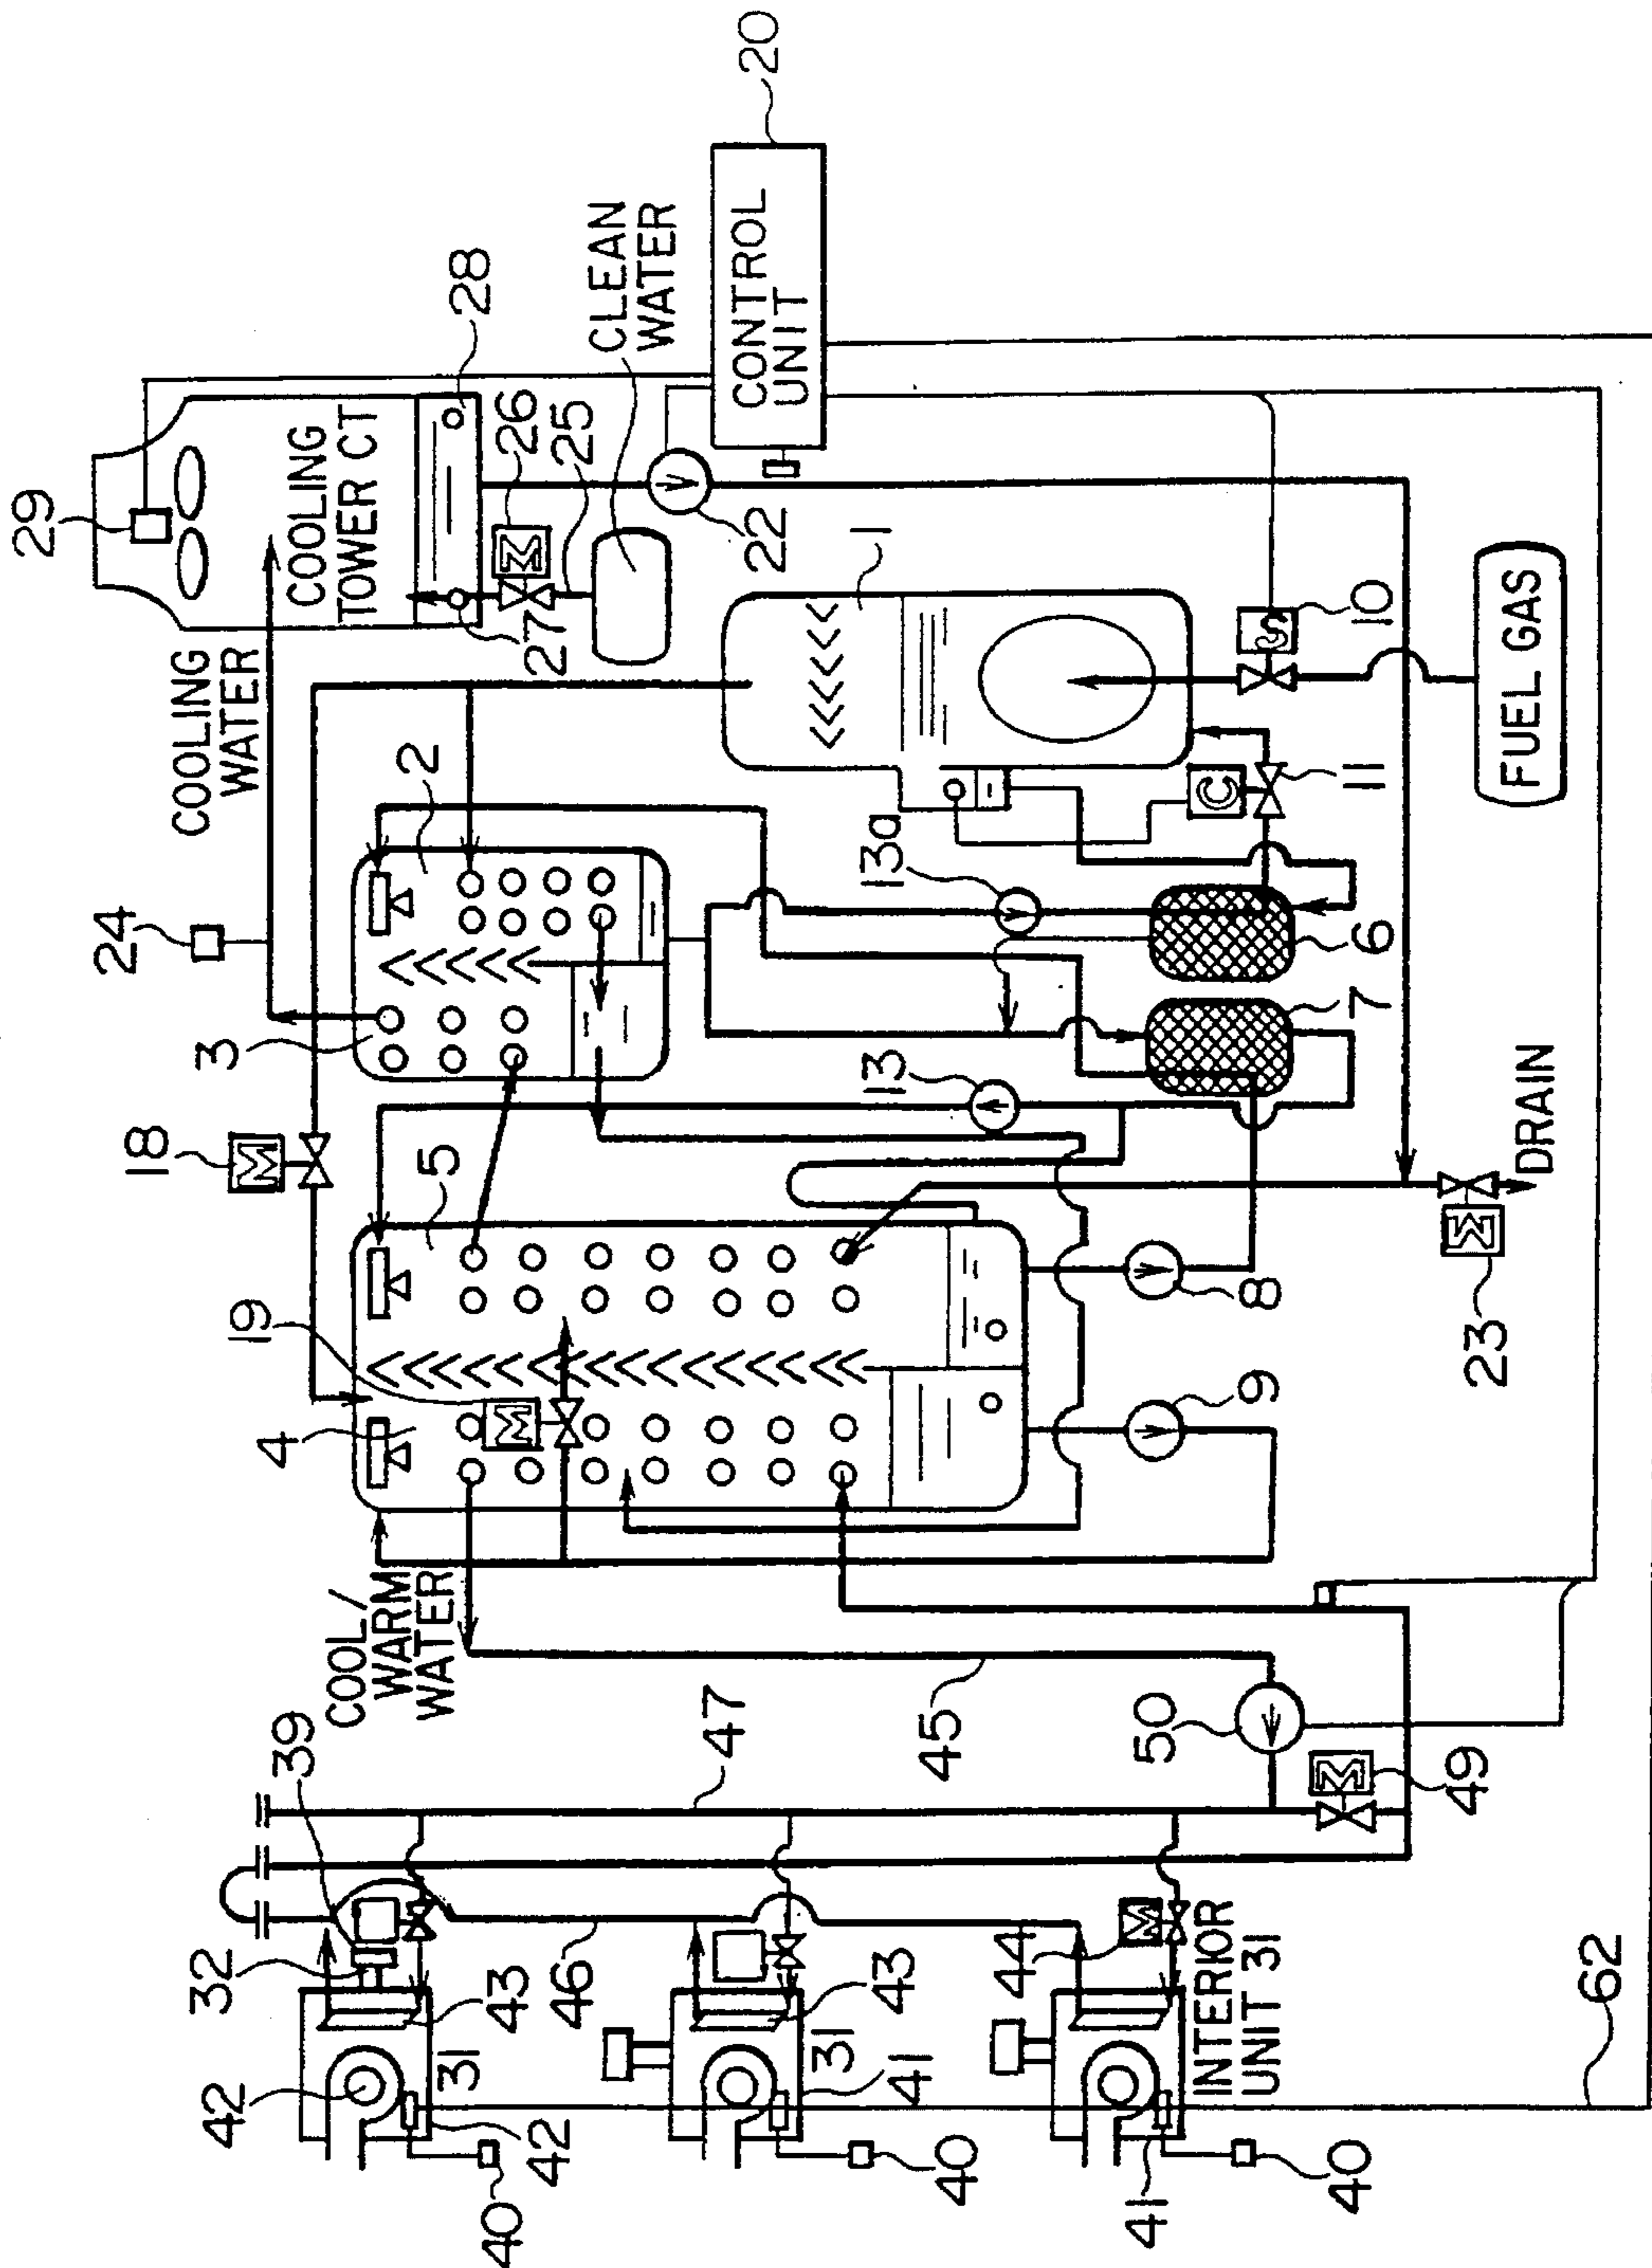 29
COOLING
TOWER CT
28
26
25
27
CLEAN
WATER
22
CONTROL
UNIT
20
COOLING
WATER
24
2
3
18
5
19
4
COOL/
WARM
WATER
1
10
11
FUEL GAS
13a
6
7
13
DRAIN
23
8
9
M
M
M
S
C
M
39
47
45
50
49
M
32
46
44
M
43
43
42
31
42
40
31
41
40
INTERIOR
UNIT 31
41
40
62